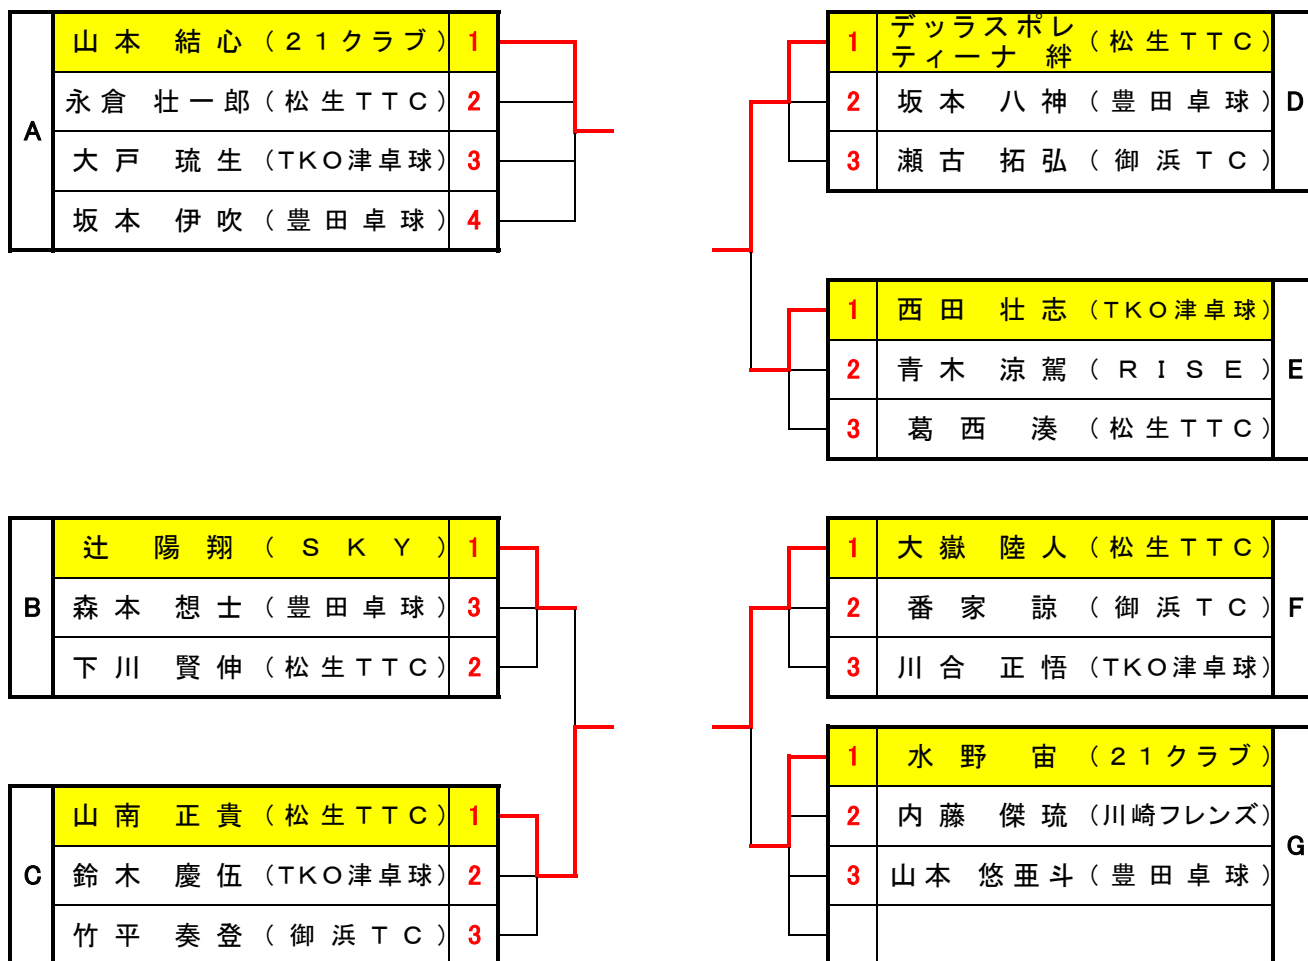 A
山本 結心 (21クラブ) 1
永倉 壮一郎 (松生TTC) 2
大戸 琉生 (TKO津卓球) 3
坂本 伊吹 (豊田卓球) 4
B
辻 陽翔 (SKY) 1
森本 想士 (豊田卓球) 3
下川 賢伸 (松生TTC) 2
C
山南 正貴 (松生TTC) 1
鈴木 慶伍 (TKO津卓球) 2
竹平 奏登 (御浜TC) 3
D
1 デッラスポレ
ティーナ 絆 (松生TTC)
2 坂本 八神 (豊田卓球)
3 瀬古 拓弘 (御浜TC)
E
1 西田 壮志 (TKO津卓球)
2 青木 涼駕 (RISE)
3 葛西 湊 (松生TTC)
F
1 大嶽 陸人 (松生TTC)
2 番家 諒 (御浜TC)
3 川合 正悟 (TKO津卓球)
G
1 水野 宙 (21クラブ)
2 内藤 傑琉 (川崎フレンズ)
3 山本 悠亜斗 (豊田卓球)